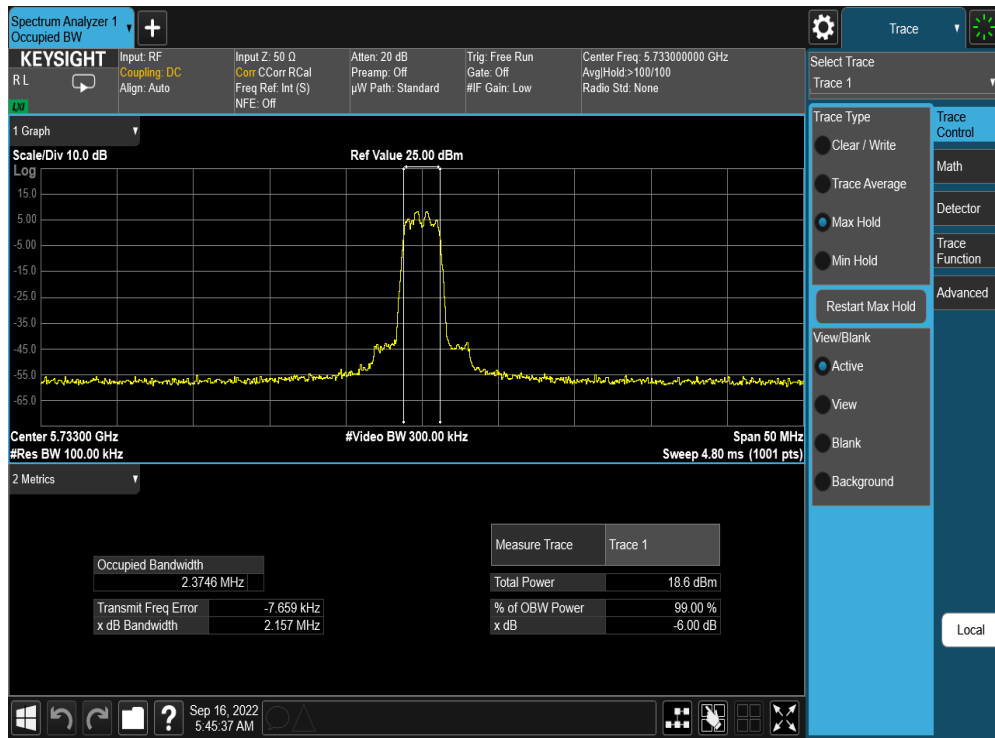 Spectrum Analyzer 1
Occupied BW
+
Trace
KEYSIGHT
R L
LXI
Input: RF
Coupling: DC
Align: Auto
Input Z: 50 Ω
Corr CCorr RCal
Freq Ref: Int (S)
NFE: Off
Atten: 20 dB
Preamp: Off
µW Path: Standard
Trig: Free Run
Gate: Off
#IF Gain: Low
Center Freq: 5.733000000 GHz
Avg|Hold:>100/100
Radio Std: None
Select Trace
Trace 1
1 Graph
Scale/Div 10.0 dB
Ref Value 25.00 dBm
Log
15.0
5.00
-5.00
-15.0
-25.0
-35.0
-45.0
-55.0
-65.0
Center 5.73300 GHz
#Res BW 100.00 kHz
#Video BW 300.00 kHz
Span 50 MHz
Sweep 4.80 ms (1001 pts)
2 Metrics
Occupied Bandwidth
2.3746 MHz
Transmit Freq Error -7.659 kHz
x dB Bandwidth 2.157 MHz
Measure Trace Trace 1
Total Power 18.6 dBm
% of OBW Power 99.00 %
x dB -6.00 dB
Trace Type
Clear / Write
Trace Average
Max Hold
Min Hold
Restart Max Hold
View/Blank
Active
View
Blank
Background
Trace
Control
Math
Detector
Trace
Function
Advanced
Local
?
Sep 16, 2022
5:45:37 AM